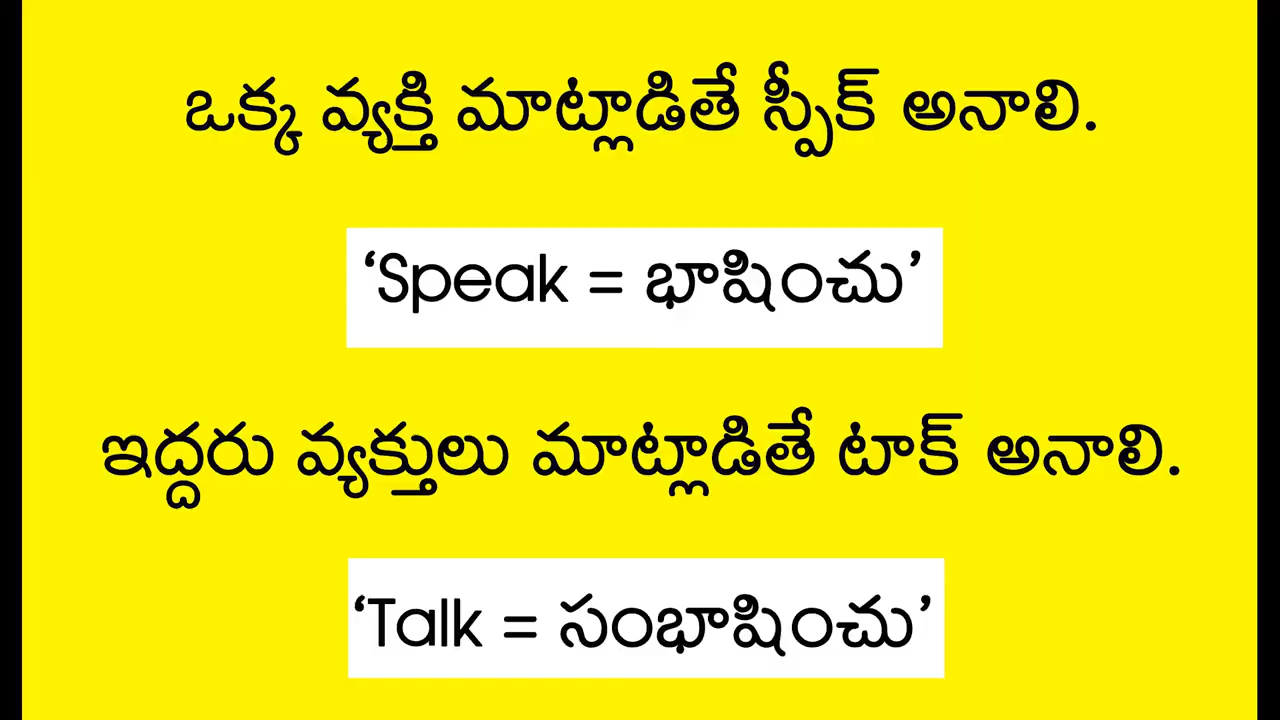 ఒక్క వ్యక్తి మాట్లాడితే స్పీక్ అనాలి.
‘Speak = భాషించు’
ఇద్దరు వ్యక్తులు మాట్లాడితే టాక్ అనాలి.
‘Talk = సంభాషించు’